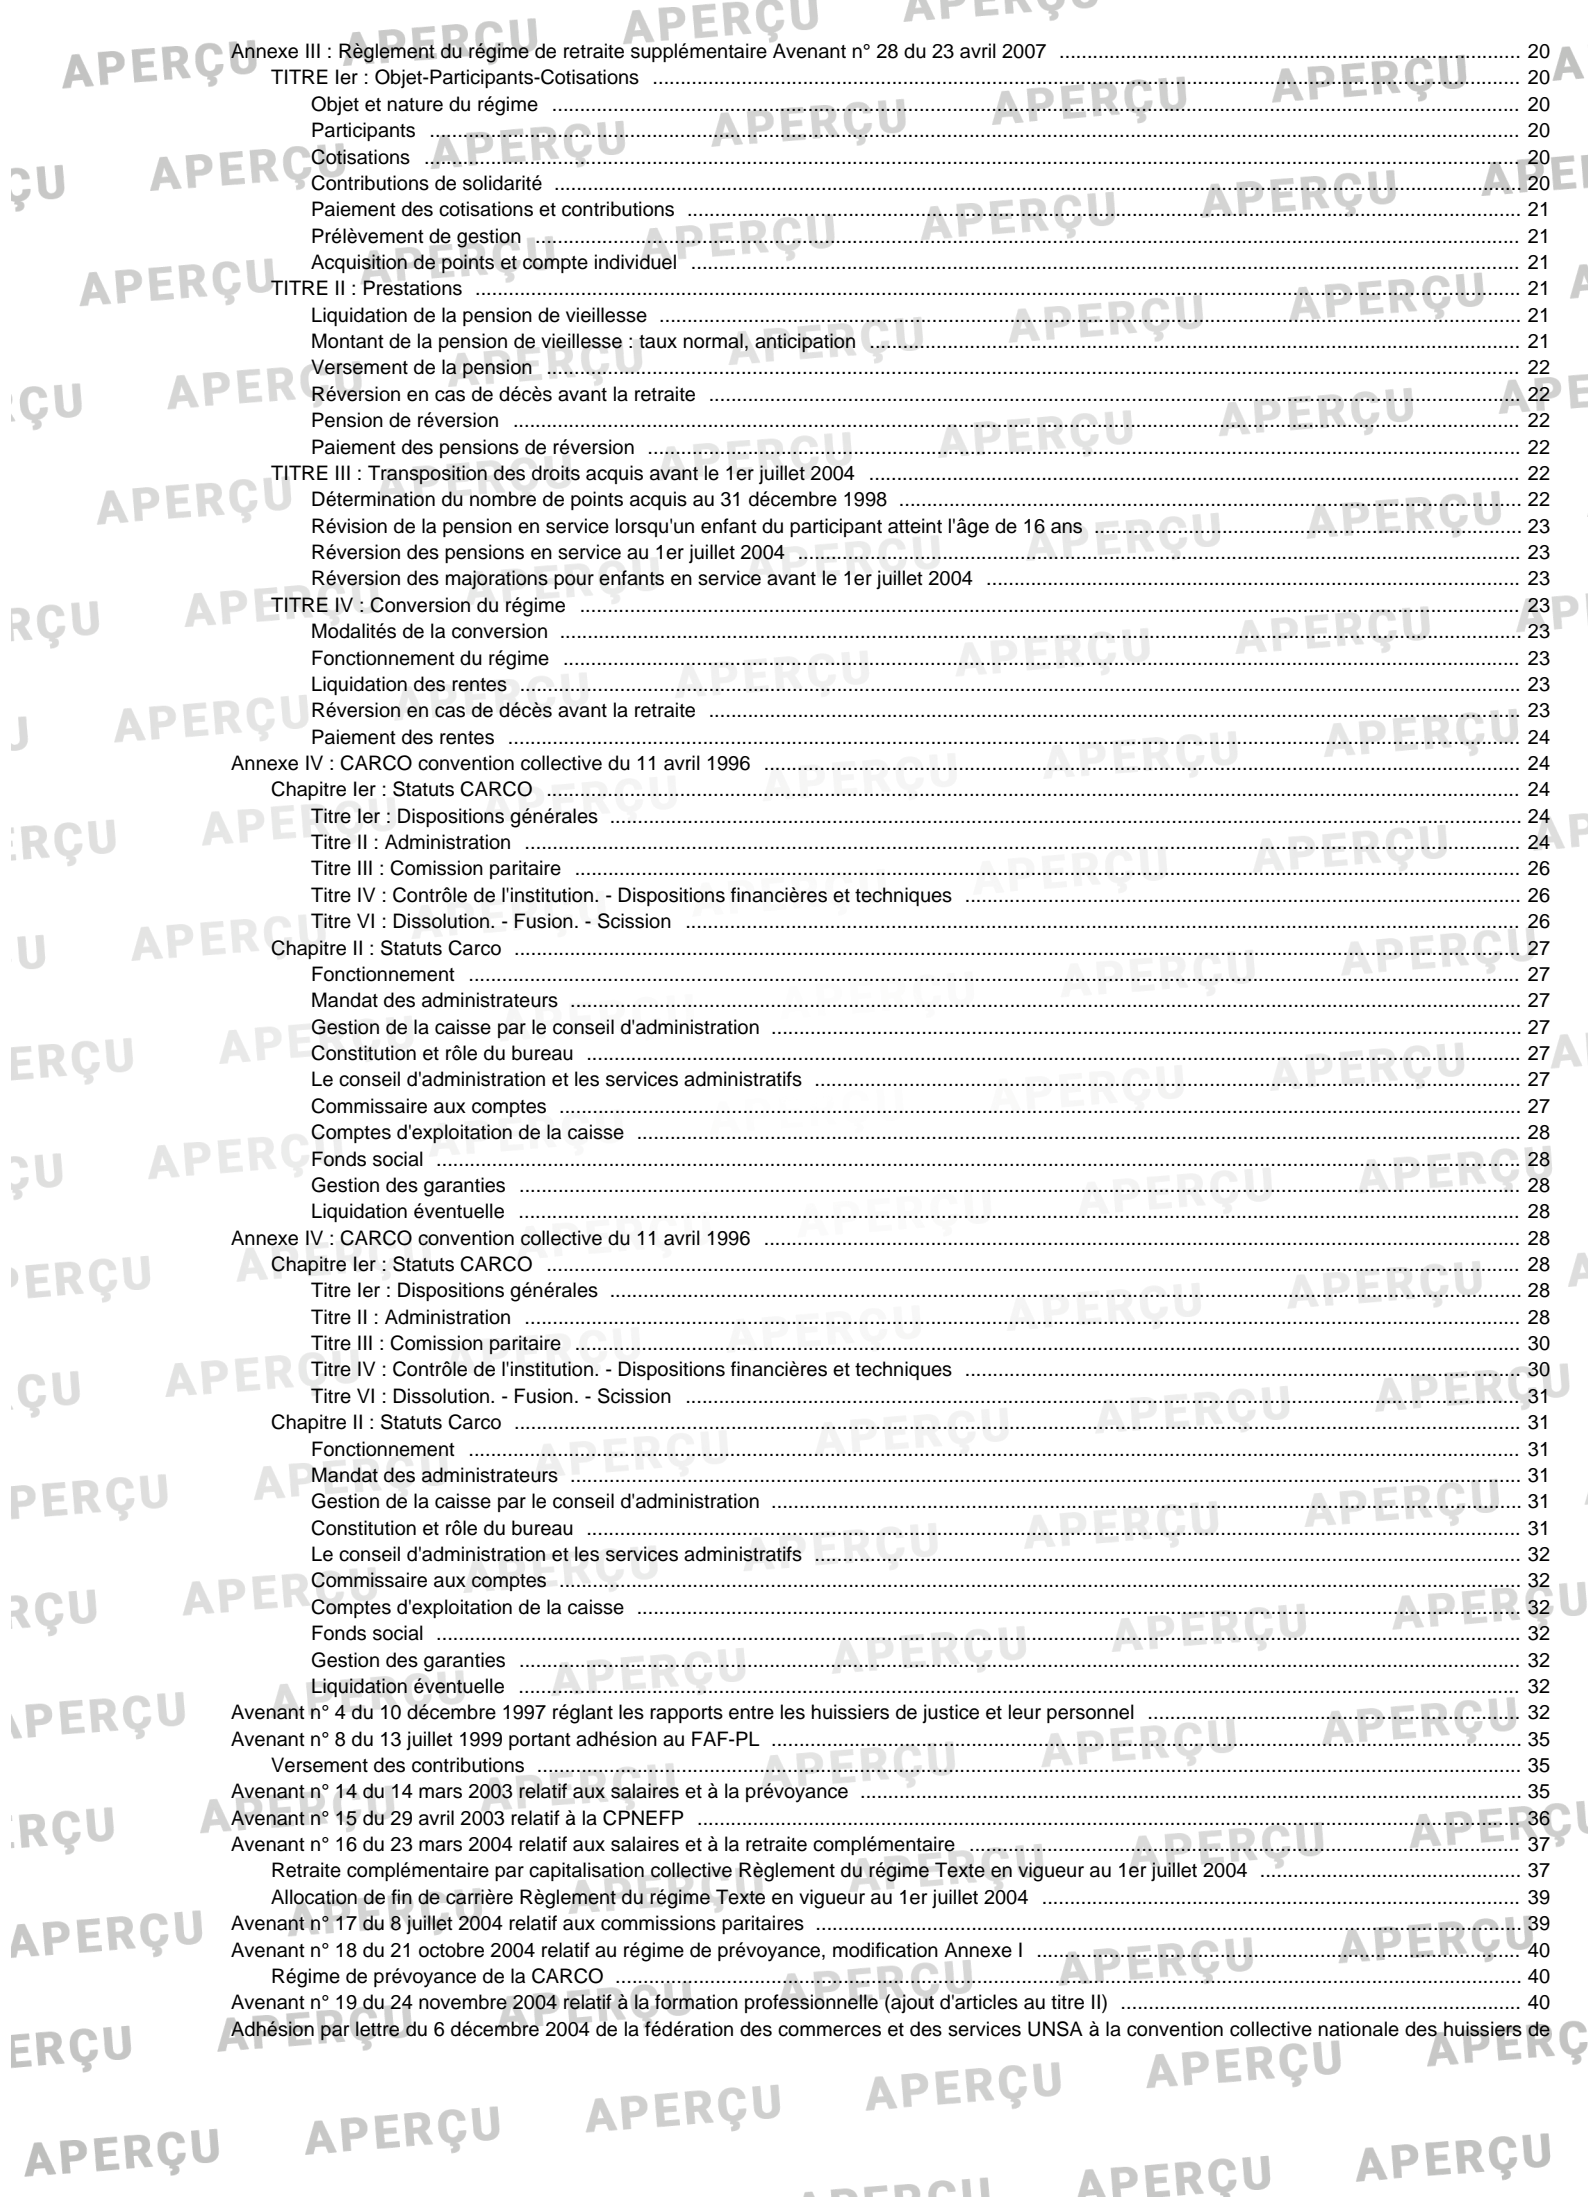 Annexe III : Règlement du régime de retraite supplémentaire Avenant n° 28 du 23 avril 2007 ... 20
TITRE Ier : Objet-Participants-Cotisations ... 20
Objet et nature du régime ... 20
Participants ... 20
Cotisations ... 20
Contributions de solidarité ... 20
Paiement des cotisations et contributions ... 21
Prélèvement de gestion ... 21
Acquisition de points et compte individuel ... 21
TITRE II : Prestations ... 21
Liquidation de la pension de vieillesse ... 21
Montant de la pension de vieillesse : taux normal, anticipation ... 21
Versement de la pension ... 22
Réversion en cas de décès avant la retraite ... 22
Pension de réversion ... 22
Paiement des pensions de réversion ... 22
TITRE III : Transposition des droits acquis avant le 1er juillet 2004 ... 22
Détermination du nombre de points acquis au 31 décembre 1998 ... 22
Révision de la pension en service lorsqu'un enfant du participant atteint l'âge de 16 ans ... 23
Réversion des pensions en service au 1er juillet 2004 ... 23
Réversion des majorations pour enfants en service avant le 1er juillet 2004 ... 23
TITRE IV : Conversion du régime ... 23
Modalités de la conversion ... 23
Fonctionnement du régime ... 23
Liquidation des rentes ... 23
Réversion en cas de décès avant la retraite ... 23
Paiement des rentes ... 24
Annexe IV : CARCO convention collective du 11 avril 1996 ... 24
Chapitre Ier : Statuts CARCO ... 24
Titre Ier : Dispositions générales ... 24
Titre II : Administration ... 24
Titre III : Comission paritaire ... 26
Titre IV : Contrôle de l'institution. - Dispositions financières et techniques ... 26
Titre VI : Dissolution. - Fusion. - Scission ... 26
Chapitre II : Statuts Carco ... 27
Fonctionnement ... 27
Mandat des administrateurs ... 27
Gestion de la caisse par le conseil d'administration ... 27
Constitution et rôle du bureau ... 27
Le conseil d'administration et les services administratifs ... 27
Commissaire aux comptes ... 27
Comptes d'exploitation de la caisse ... 28
Fonds social ... 28
Gestion des garanties ... 28
Liquidation éventuelle ... 28
Annexe IV : CARCO convention collective du 11 avril 1996 ... 28
Chapitre Ier : Statuts CARCO ... 28
Titre Ier : Dispositions générales ... 28
Titre II : Administration ... 28
Titre III : Comission paritaire ... 30
Titre IV : Contrôle de l'institution. - Dispositions financières et techniques ... 30
Titre VI : Dissolution. - Fusion. - Scission ... 31
Chapitre II : Statuts Carco ... 31
Fonctionnement ... 31
Mandat des administrateurs ... 31
Gestion de la caisse par le conseil d'administration ... 31
Constitution et rôle du bureau ... 31
Le conseil d'administration et les services administratifs ... 32
Commissaire aux comptes ... 32
Comptes d'exploitation de la caisse ... 32
Fonds social ... 32
Gestion des garanties ... 32
Liquidation éventuelle ... 32
Avenant n° 4 du 10 décembre 1997 réglant les rapports entre les huissiers de justice et leur personnel ... 32
Avenant n° 8 du 13 juillet 1999 portant adhésion au FAF-PL ... 35
Versement des contributions ... 35
Avenant n° 14 du 14 mars 2003 relatif aux salaires et à la prévoyance ... 35
Avenant n° 15 du 29 avril 2003 relatif à la CPNEFP ... 36
Avenant n° 16 du 23 mars 2004 relatif aux salaires et à la retraite complémentaire ... 37
Retraite complémentaire par capitalisation collective Règlement du régime Texte en vigueur au 1er juillet 2004 ... 37
Allocation de fin de carrière Règlement du régime Texte en vigueur au 1er juillet 2004 ... 39
Avenant n° 17 du 8 juillet 2004 relatif aux commissions paritaires ... 39
Avenant n° 18 du 21 octobre 2004 relatif au régime de prévoyance, modification Annexe I ... 40
Régime de prévoyance de la CARCO ... 40
Avenant n° 19 du 24 novembre 2004 relatif à la formation professionnelle (ajout d'articles au titre II) ... 40
Adhésion par lettre du 6 décembre 2004 de la fédération des commerces et des services UNSA à la convention collective nationale des huissiers de
APERÇU